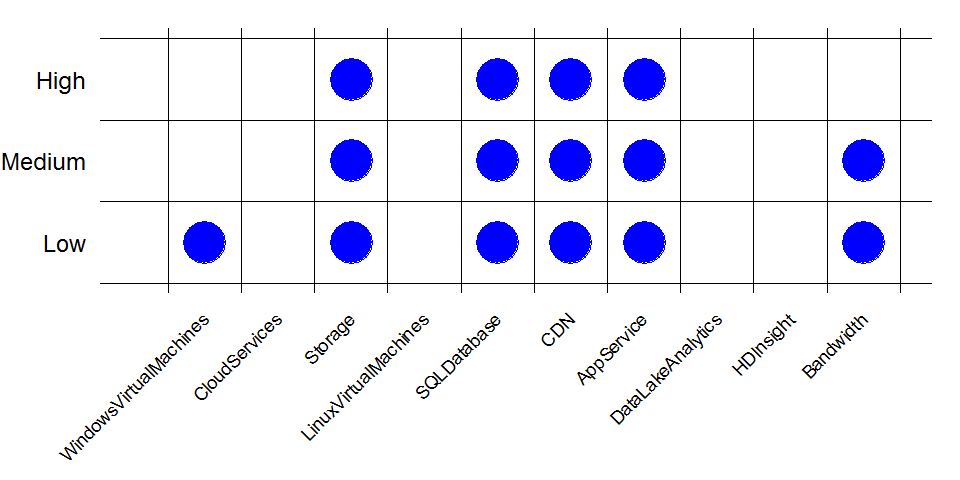 High
Medium
Low
WindowsVirtualMachines
CloudServices
Storage
LinuxVirtualMachines
SQLDatabase
CDN
AppService
DataLakeAnalytics
HDInsight
Bandwidth